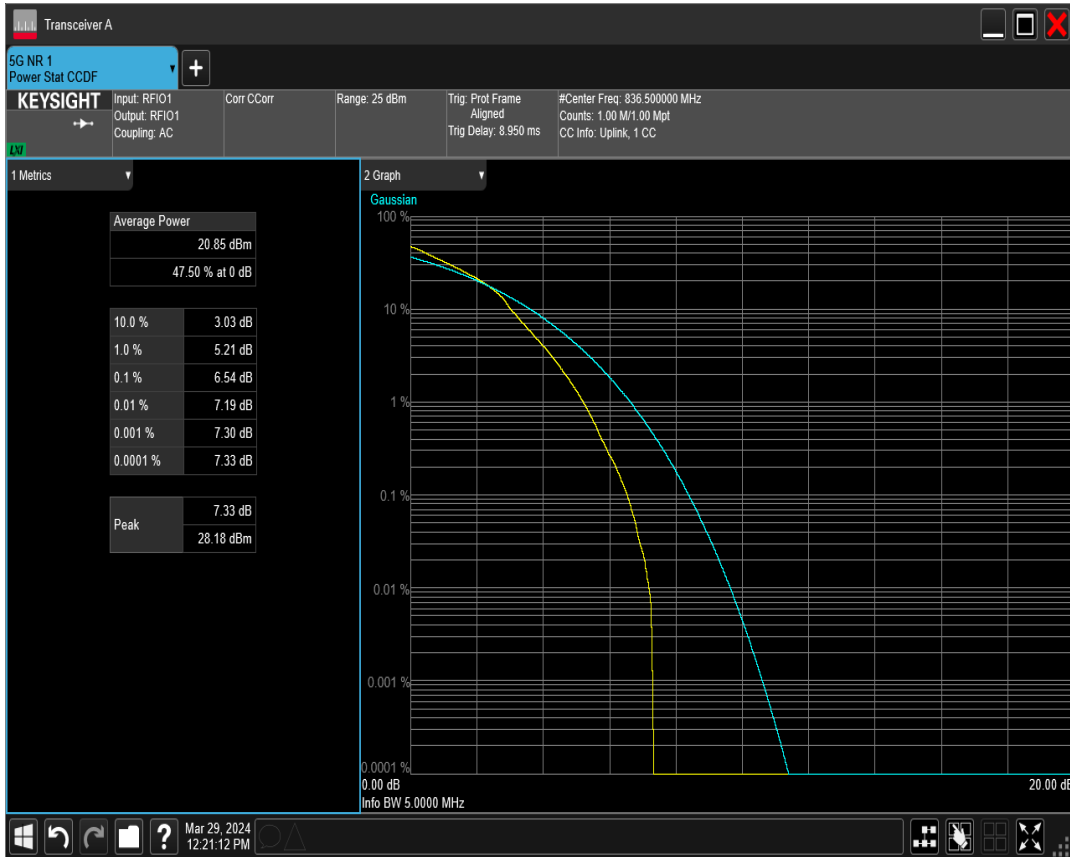 Transceiver A
5G NR 1
Power Stat CCDF
KEYSIGHT
LXI
Input: RFIO1
Output: RFIO1
Coupling: AC
Corr CCorr
Range: 25 dBm
Trig: Prot Frame
Aligned
Trig Delay: 8.950 ms
#Center Freq: 836.500000 MHz
Counts: 1.00 M/1.00 Mpt
CC Info: Uplink, 1 CC
1 Metrics
Average Power
20.85 dBm
47.50 % at 0 dB
10.0 % 3.03 dB
1.0 % 5.21 dB
0.1 % 6.54 dB
0.01 % 7.19 dB
0.001 % 7.30 dB
0.0001 % 7.33 dB
Peak
7.33 dB
28.18 dBm
2 Graph
Gaussian
100 %
10 %
1 %
0.1 %
0.01 %
0.001 %
0.0001 %
0.00 dB 20.00 dB
Info BW 5.0000 MHz
?
Mar 29, 2024
12:21:12 PM